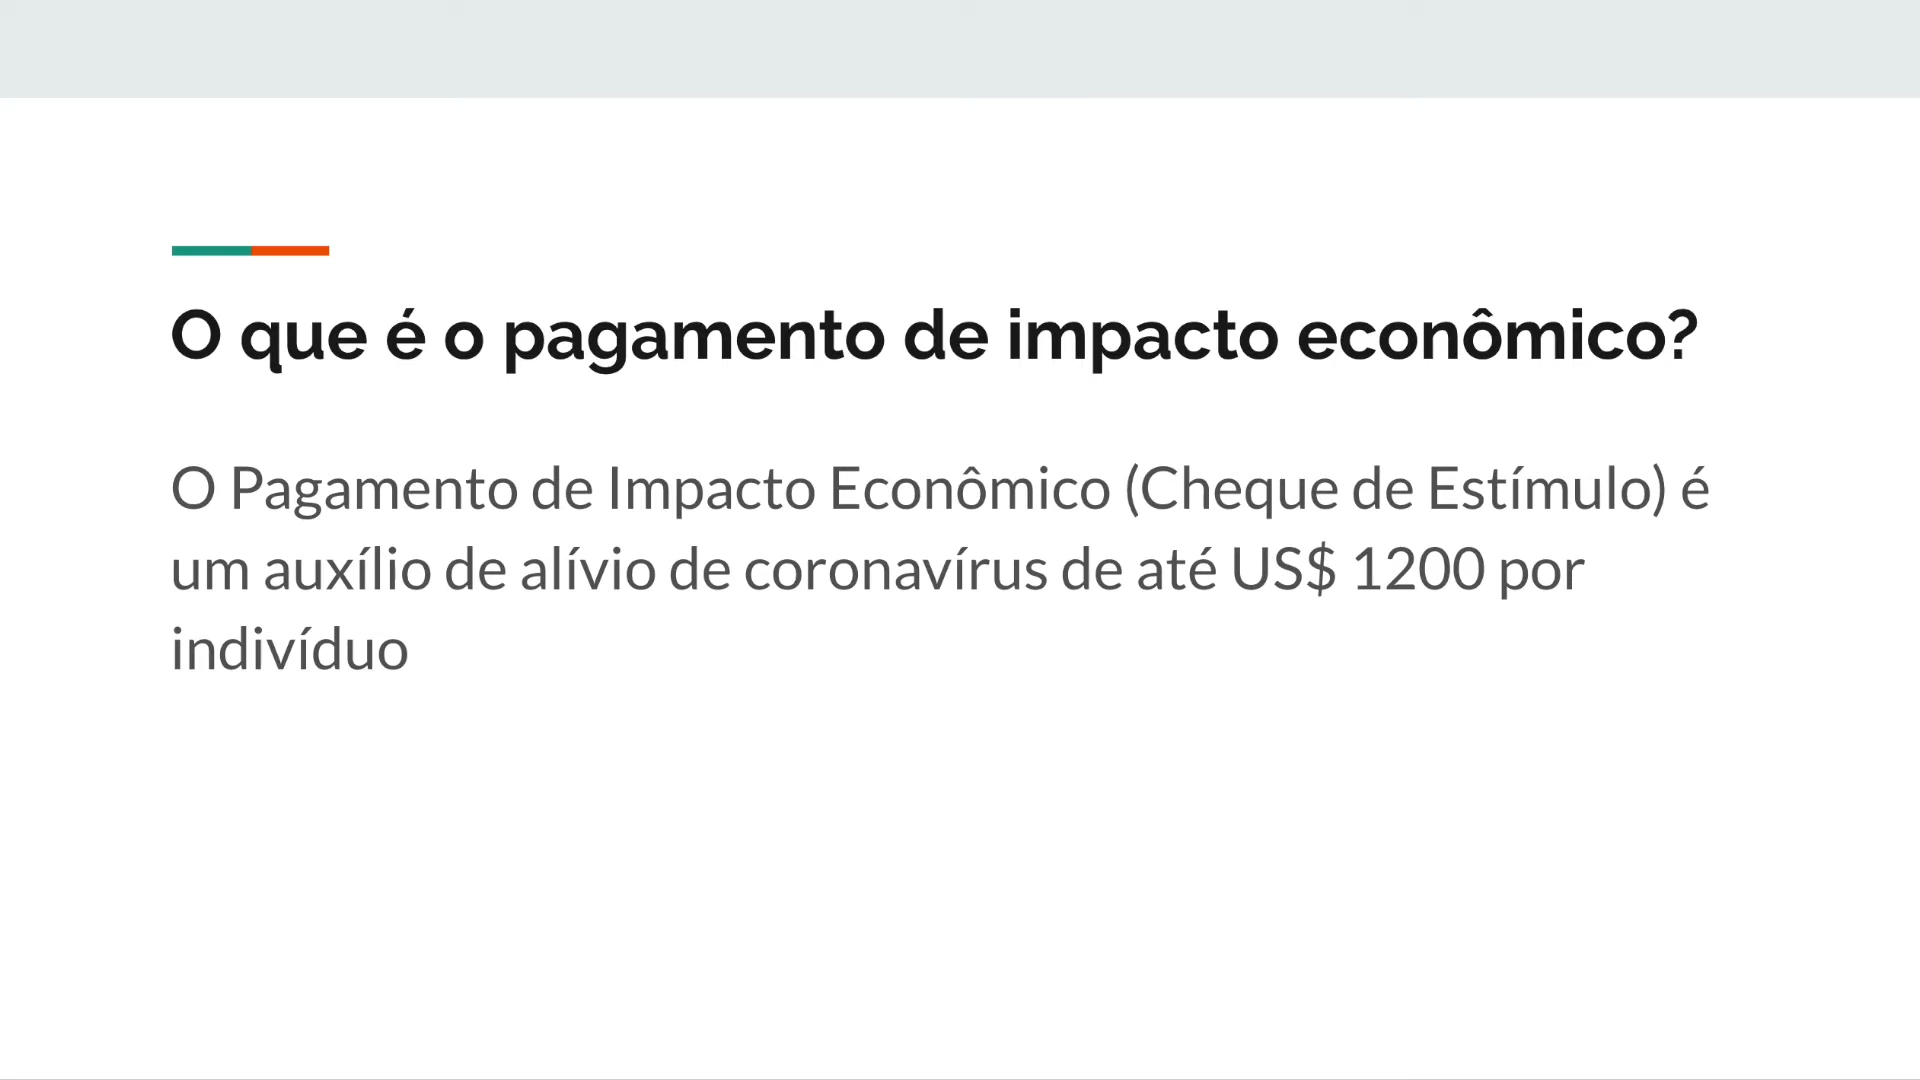 O que é o pagamento de impacto econômico?
O Pagamento de Impacto Econômico (Cheque de Estímulo) é
um auxílio de alívio de coronavírus de até US$ 1200 por
indivíduo